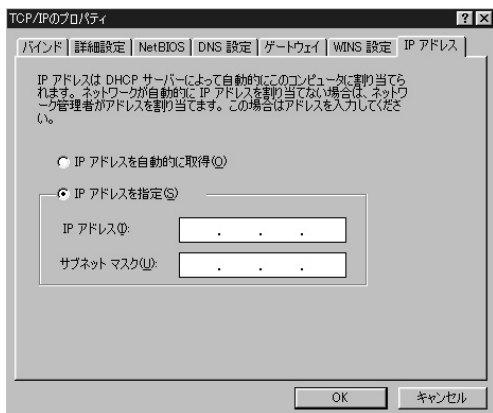 TCP/IPのプロパティ
バインド 詳細設定 NetBIOS DNS 設定 ゲートウェイ WINS 設定 IP アドレス
IP アドレスは DHCP サーバーによって自動的にこのコンピュータに割り当てら
れます。ネットワークが自動的に IP アドレスを割り当てない場合は、ネットワ
ーク管理者がアドレスを割り当てます。この場合はアドレスを入力してくださ
い。
IP アドレスを自動的に取得(O)
IP アドレスを指定(S)
IP アドレス(I):
サブネット マスク(U):
OK キャンセル